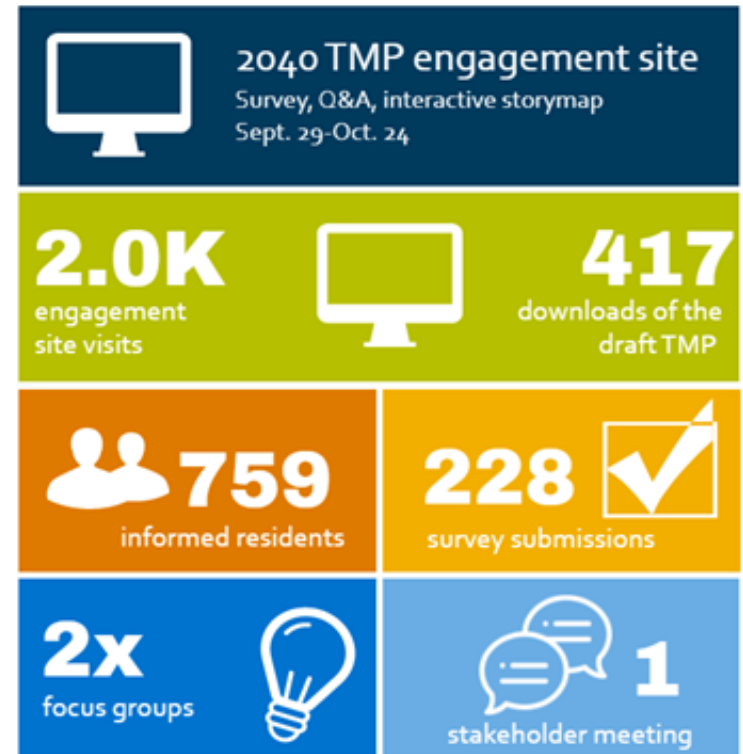 2040 TMP engagement site
Survey, Q&A, interactive storymap
Sept. 29-Oct. 24
2.0K
engagement
site visits
417
downloads of the
draft TMP
759
informed residents
228
survey submissions
2x
focus groups
1
stakeholder meeting